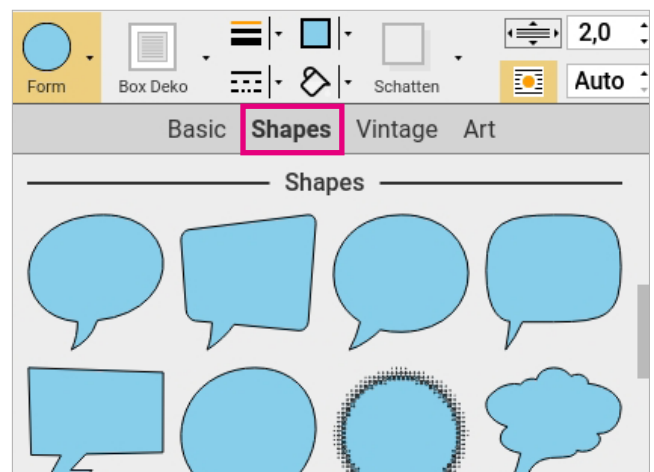 2,0
Form
Box Deko
Schatten
Auto
Basic Shapes Vintage Art
Shapes